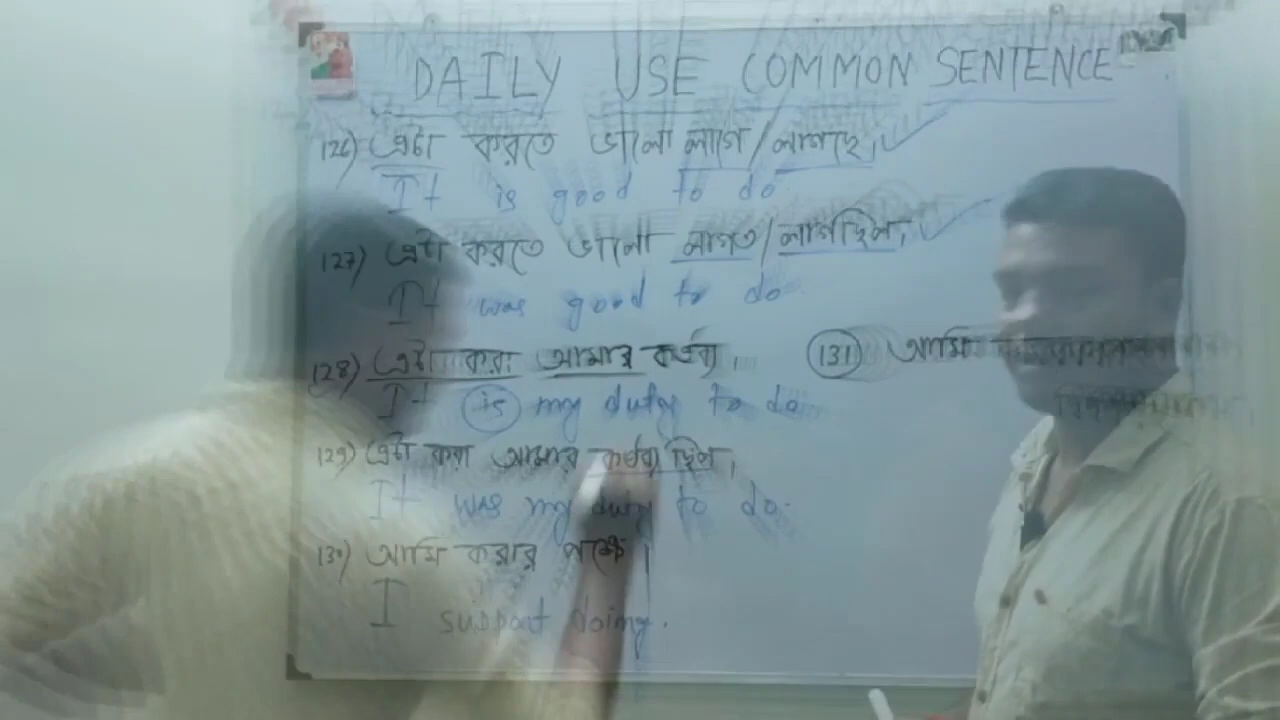 DAILY USE COMMON SENTENCE
126) এটা করতে ভালো লাগে/লাগছে।
It is good to do.
127) এটা করতে ভালো লাগত/লাগছিল।
It was good to do.
128) এটা করা আমার কর্তব্য।
It is my duty to do.
131) আমি
129) এটা করা আমার কর্তব্য ছিল।
It was my duty to do.
130) আমি করার পক্ষে।
I support doing.